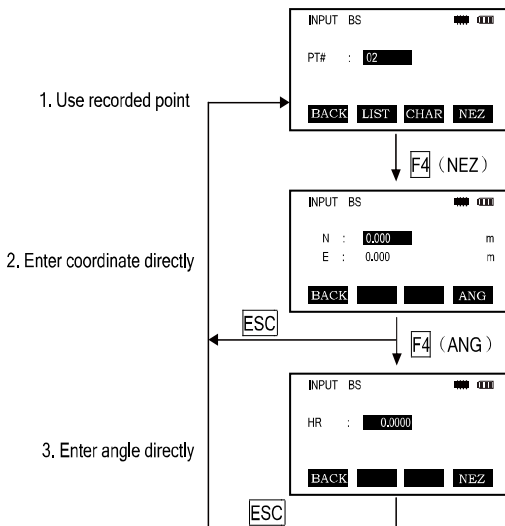 INPUT BS
PT# : 02
1. Use recorded point
BACK LIST CHAR NEZ
F4 (NEZ)
INPUT BS
N : 0.000 m
2. Enter coordinate directly
E : 0.000 m
BACK ANG
ESC
F4 (ANG)
INPUT BS
HR : 0.0000
3. Enter angle directly
BACK NEZ
ESC